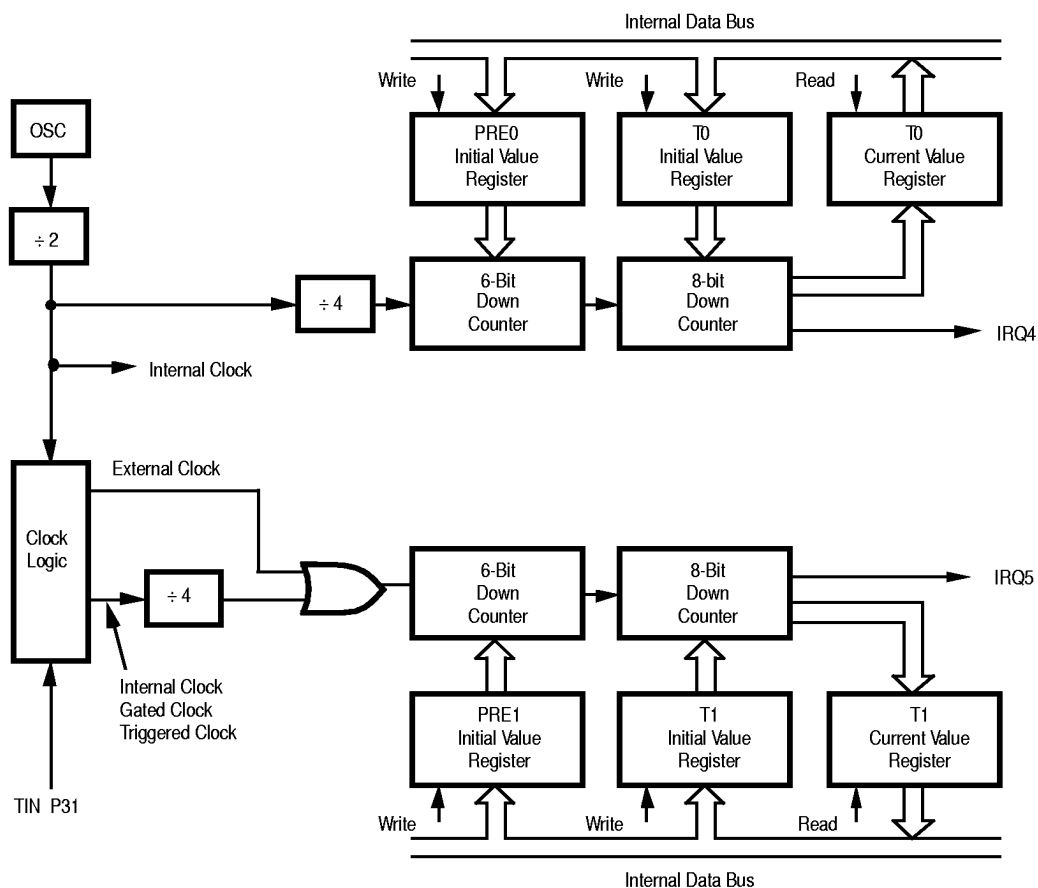 Internal Data Bus
Write
Write
Read
OSC
PRE0
Initial Value
Register
T0
Initial Value
Register
T0
Current Value
Register
÷ 2
÷ 4
6-Bit
Down
Counter
8-bit
Down
Counter
IRQ4
Internal Clock
External Clock
Clock
Logic
÷ 4
6-Bit
Down
Counter
8-Bit
Down
Counter
IRQ5
Internal Clock
Gated Clock
Triggered Clock
PRE1
Initial Value
Register
T1
Initial Value
Register
T1
Current Value
Register
TIN P31
Write
Write
Read
Internal Data Bus